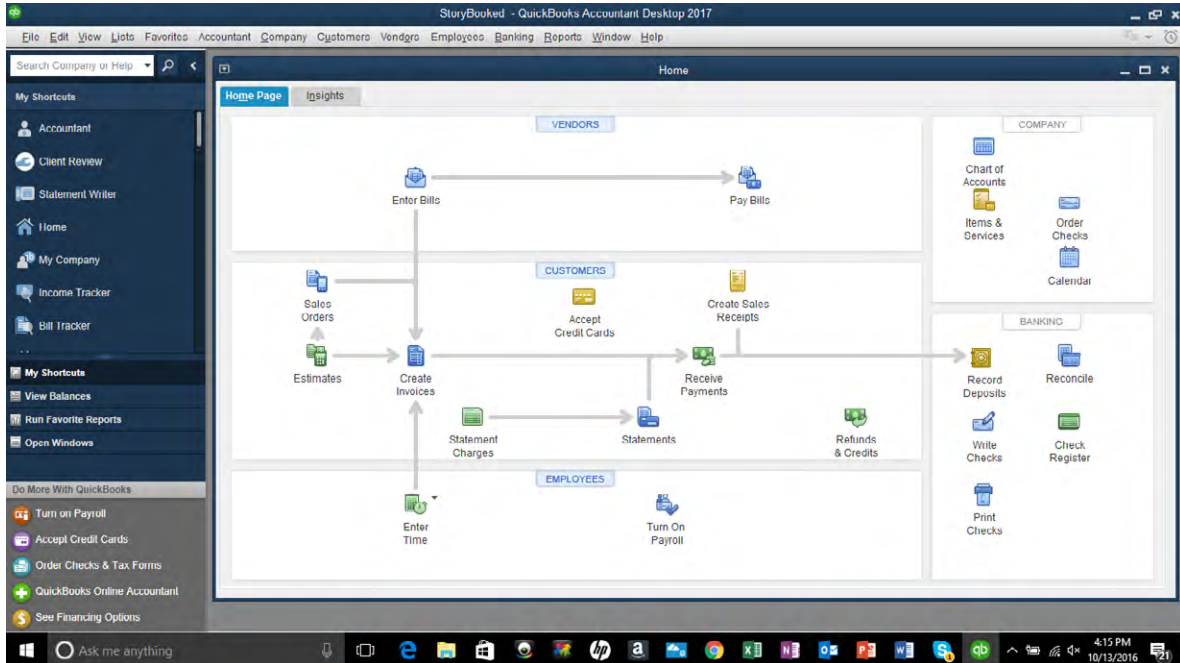 StoryBooked - QuickBooks Accountant Desktop 2017
File Edit View Lists Favorites Accountant Company Customers Vendors Employees Banking Reports Window Help
Search Company or Help
My Shortcuts
Accountant
Client Review
Statement Writer
Home
My Company
Income Tracker
Bill Tracker
My Shortcuts
View Balances
Run Favorite Reports
Open Windows
Do More With QuickBooks
Turn on Payroll
Accept Credit Cards
Order Checks & Tax Forms
QuickBooks Online Accountant
See Financing Options
Home
Home Page Insights
VENDORS
Enter Bills
Pay Bills
CUSTOMERS
Sales
Orders
Accept
Credit Cards
Create Sales
Receipts
Estimates
Create
Invoices
Receive
Payments
Statement
Charges
Statements
Refunds
& Credits
EMPLOYEES
Enter
Time
Turn On
Payroll
COMPANY
Chart of
Accounts
Items &
Services
Order
Checks
Calendar
BANKING
Record
Deposits
Reconcile
Write
Checks
Check
Register
Print
Checks
Ask me anything
4:15 PM
10/13/2016
21